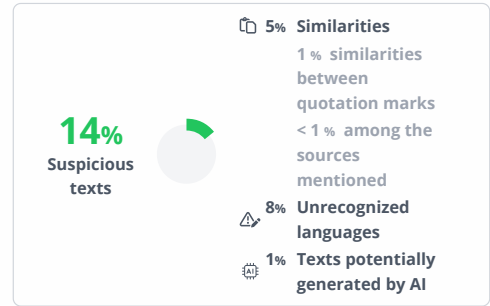 14%
Suspicious
texts
5% Similarities
1 % similarities
between
quotation marks
< 1 % among the
sources
mentioned
8% Unrecognized
languages
AI
1% Texts potentially
generated by AI